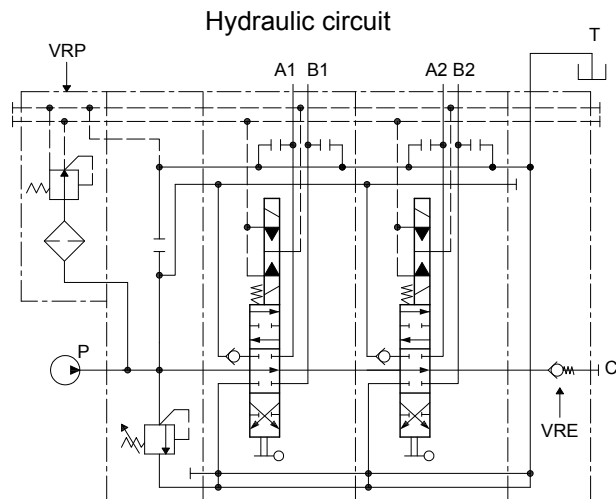 Hydraulic circuit
VRP
T
A1 B1
A2 B2
P
C
VRE